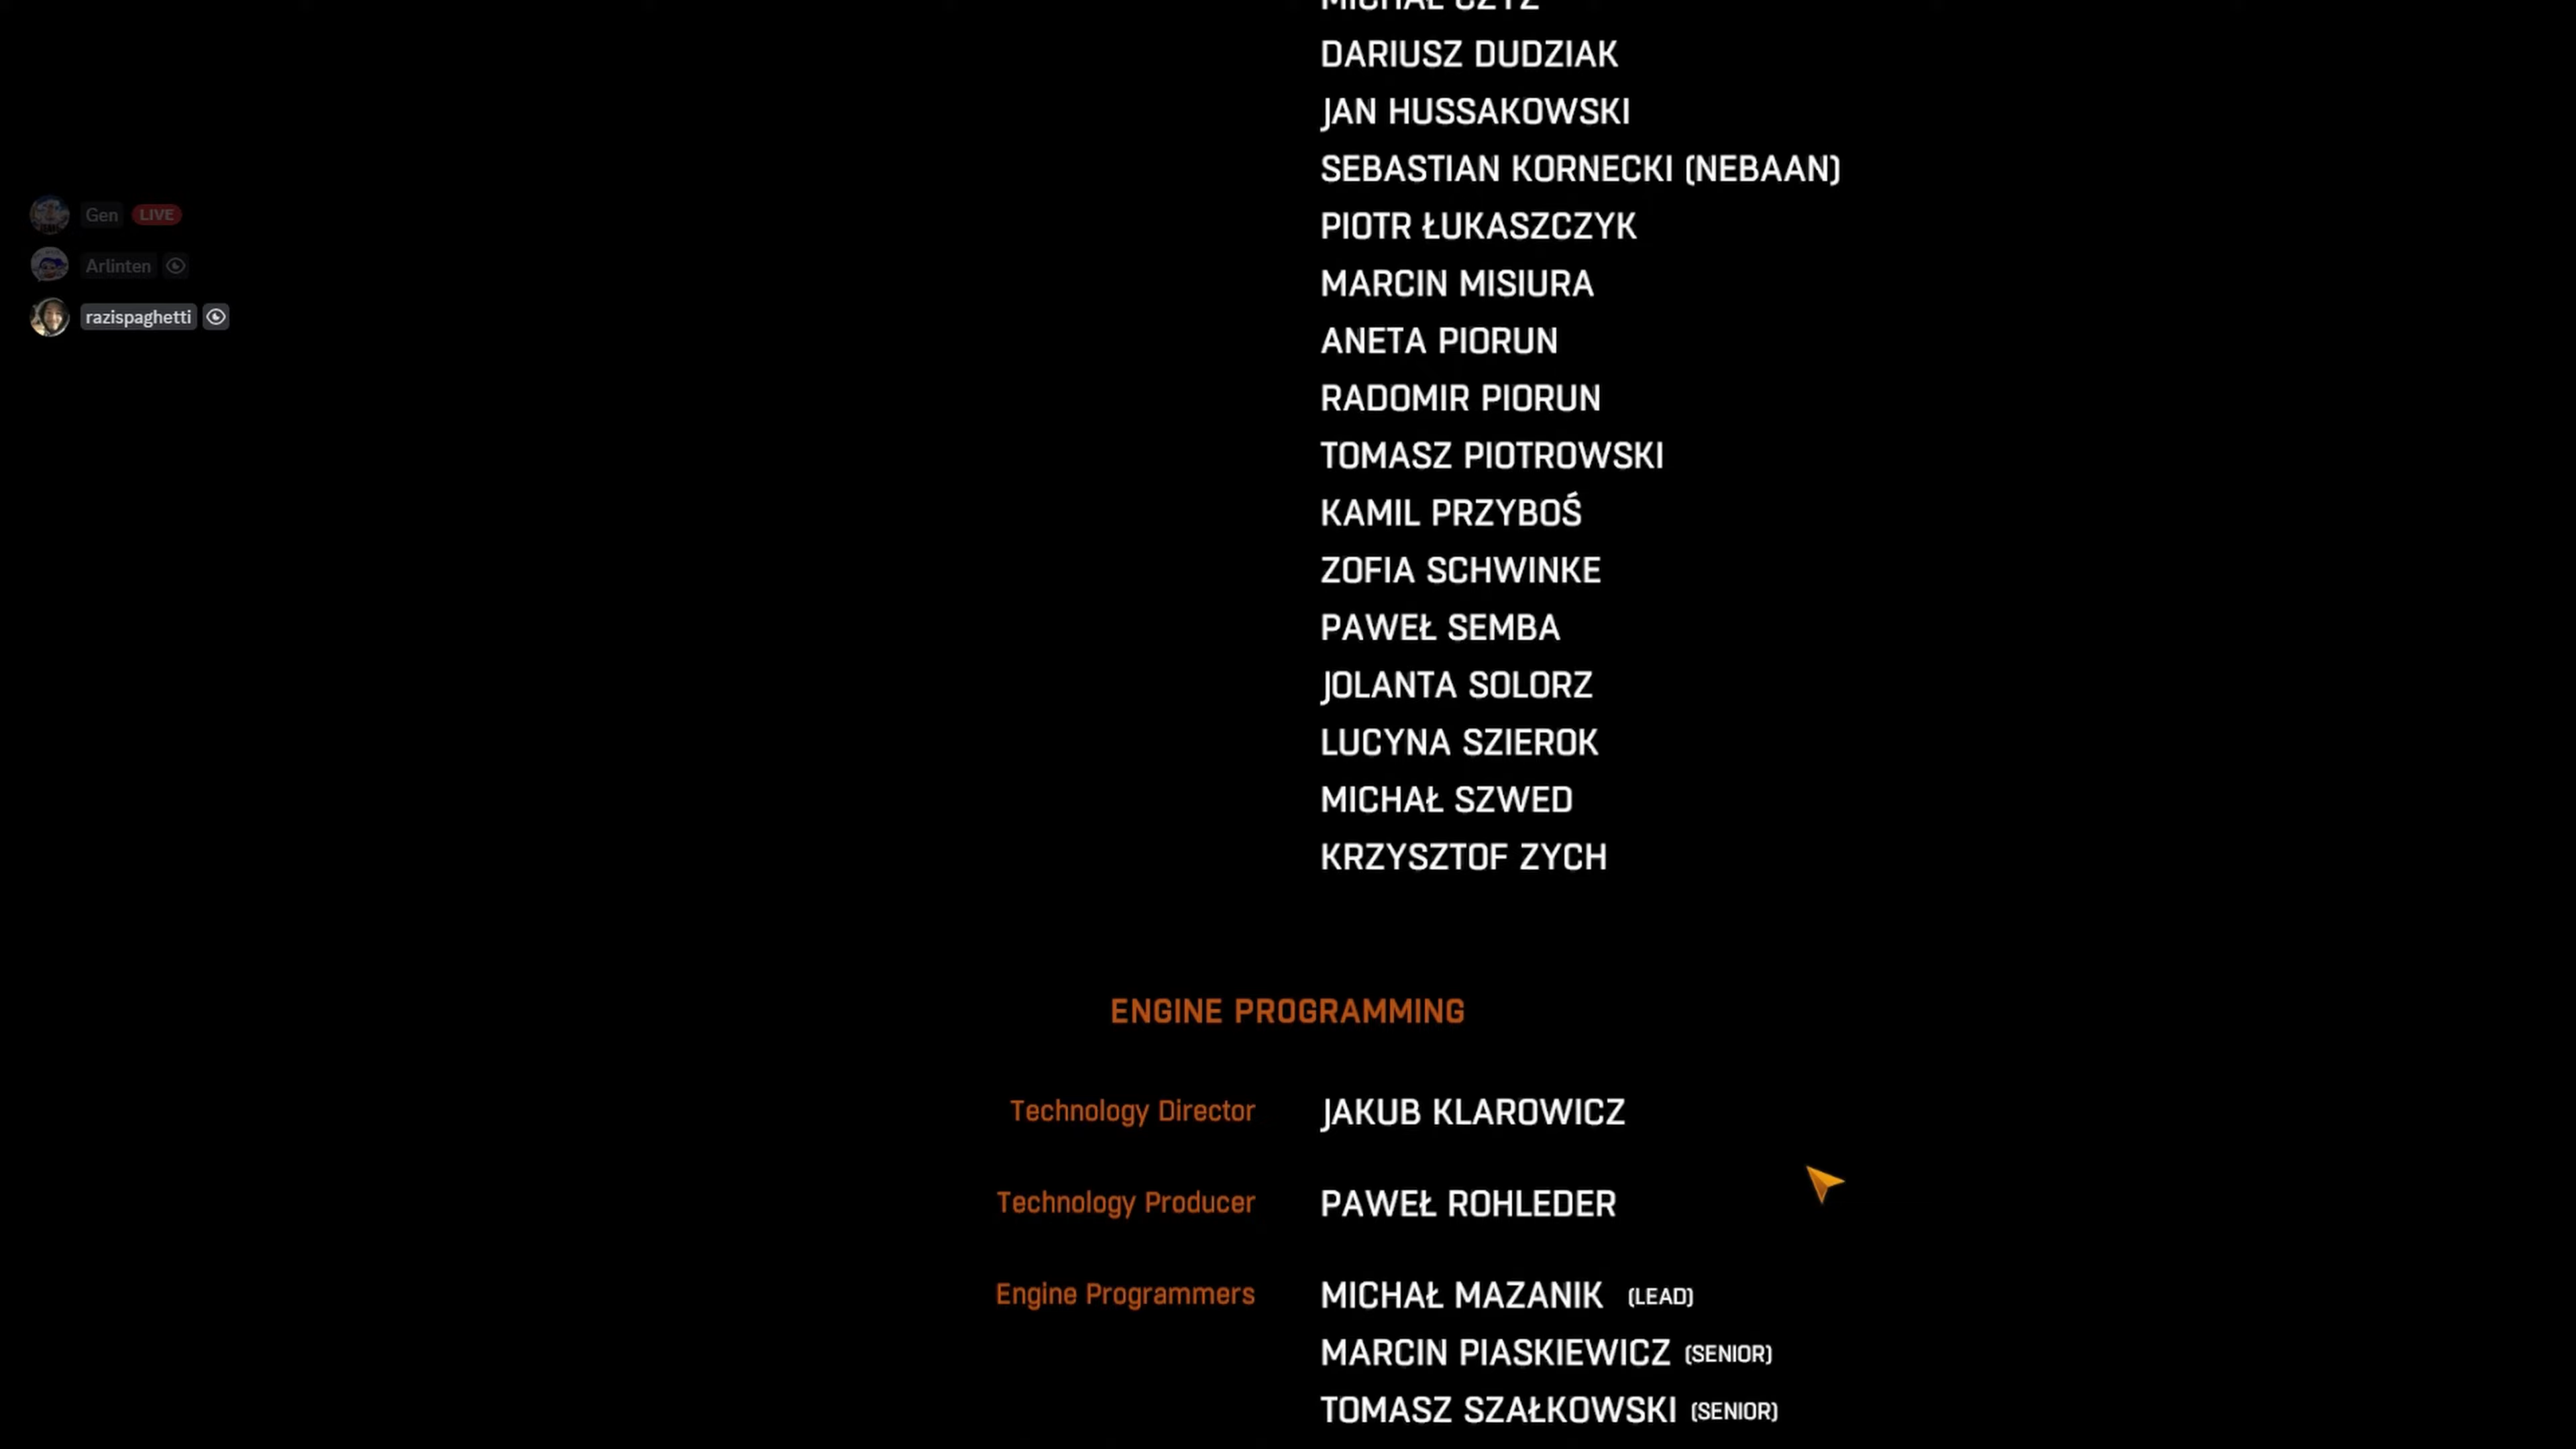 MICHAŁ CZYŻ
DARIUSZ DUDZIAK
JAN HUSSAKOWSKI
SEBASTIAN KORNECKI (NEBAAN)
PIOTR ŁUKASZCZYK
MARCIN MISIURA
ANETA PIORUN
RADOMIR PIORUN
TOMASZ PIOTROWSKI
KAMIL PRZYBOŚ
ZOFIA SCHWINKE
PAWEŁ SEMBA
JOLANTA SOLORZ
LUCYNA SZIEROK
MICHAŁ SZWED
KRZYSZTOF ZYCH
Gen LIVE
Arlinten
razispaghetti
ENGINE PROGRAMMING
Technology Director JAKUB KLAROWICZ
Technology Producer PAWEŁ ROHLEDER
Engine Programmers MICHAŁ MAZANIK (LEAD)
MARCIN PIASKIEWICZ (SENIOR)
TOMASZ SZAŁKOWSKI (SENIOR)